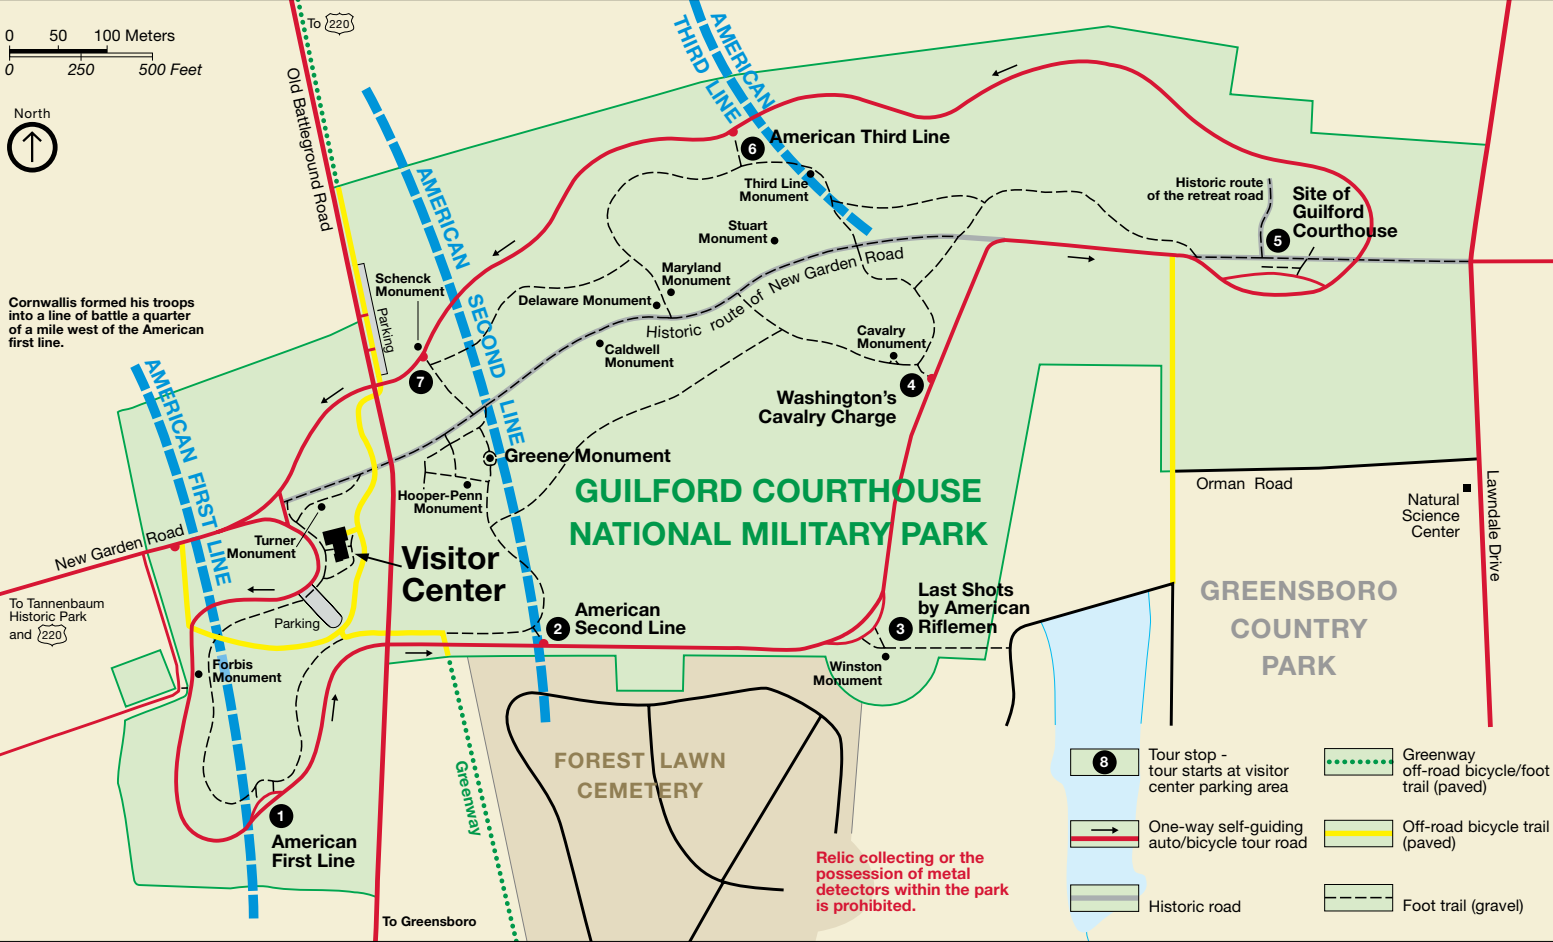 0 50 100 Meters
0 250 500 Feet
North
To 220
Old Battleground Road
AMERICAN
THIRD LINE
6 American Third Line
Third Line
Monument
Stuart
Monument
Historic route
of the retreat road
Site of
Guilford
Courthouse
5
AMERICAN
SECOND
LINE
Schenck
Monument
Parking
7
Maryland
Monument
Delaware Monument
Historic route of New Garden Road
Caldwell
Monument
Cavalry
Monument
4
Washington's
Cavalry Charge
Cornwallis formed his troops
into a line of battle a quarter
of a mile west of the American
first line.
AMERICAN FIRST LINE
Greene Monument
Hooper-Penn
Monument
GUILFORD COURTHOUSE
NATIONAL MILITARY PARK
Orman Road
Natural
Science
Center
Lawndale Drive
New Garden Road
Turner
Monument
Visitor
Center
To Tannenbaum
Historic Park
and 220
Parking
Forbis
Monument
2
American
Second Line
Last Shots
by American
Riflemen
3
Winston
Monument
GREENSBORO
COUNTRY
PARK
1
American
First Line
Greenway
FOREST LAWN
CEMETERY
To Greensboro
Relic collecting or the
possession of metal
detectors within the park
is prohibited.
8
Tour stop -
tour starts at visitor
center parking area
One-way self-guiding
auto/bicycle tour road
Historic road
Greenway
off-road bicycle/foot
trail (paved)
Off-road bicycle trail
(paved)
Foot trail (gravel)